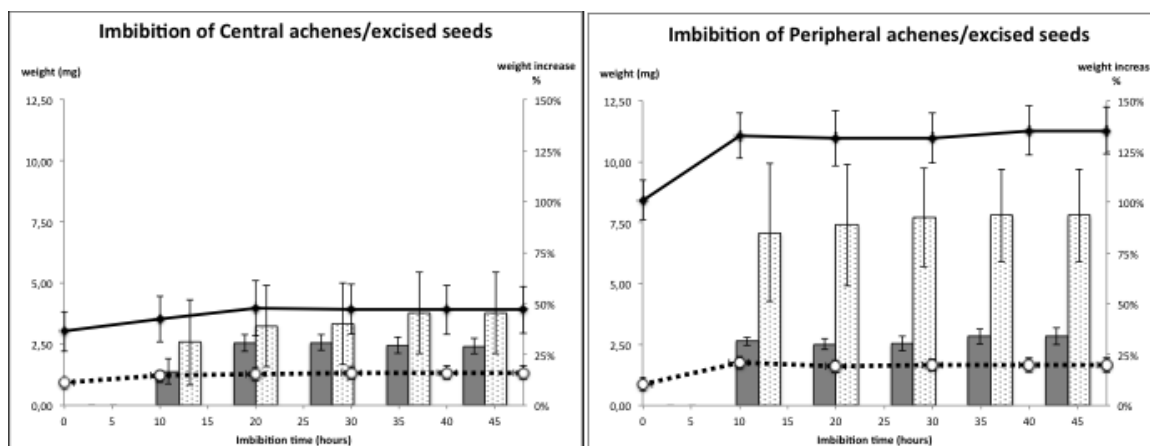 Imbibition of Central achenes/excised seeds
weight (mg)
weight increase
%
12,50
10,00
7,50
5,00
2,50
0,00
150%
125%
100%
75%
50%
25%
0%
0 5 10 15 20 25 30 35 40 45
Imbibition time (hours)
Imbibition of Peripheral achenes/excised seeds
weight (mg)
weight increas
%
12,50
10,00
7,50
5,00
2,50
0,00
150%
125%
100%
75%
50%
25%
0%
0 5 10 15 20 25 30 35 40 45
Imbibition time (hours)